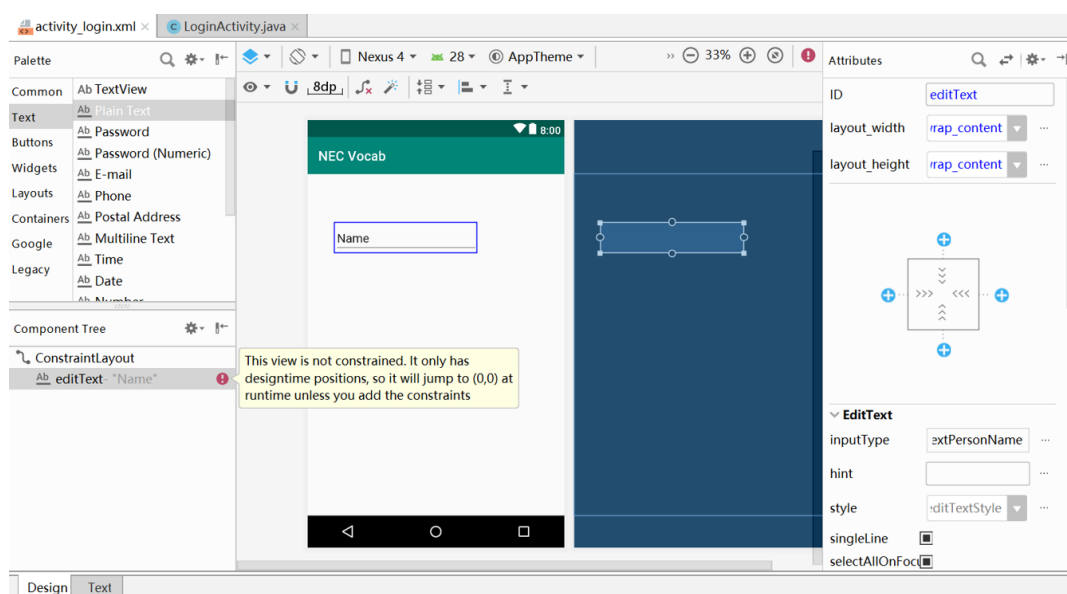 activity_login.xml
LoginActivity.java
Palette
Nexus 4
28
AppTheme
33%
Attributes
Common
Text
Buttons
Widgets
Layouts
Containers
Google
Legacy
Ab TextView
Ab Plain Text
Ab Password
Ab Password (Numeric)
Ab E-mail
Ab Phone
Ab Postal Address
Ab Multiline Text
Ab Time
Ab Date
Ab Number
8dp
8:00
NEC Vocab
Name
Component Tree
ConstraintLayout
Ab editText- "Name"
This view is not constrained. It only has
designtime positions, so it will jump to (0,0) at
runtime unless you add the constraints
ID editText
layout_width wrap_content
layout_height wrap_content
EditText
inputType extPersonName
hint
style editTextStyle
singleLine
selectAllOnFocu
Design
Text